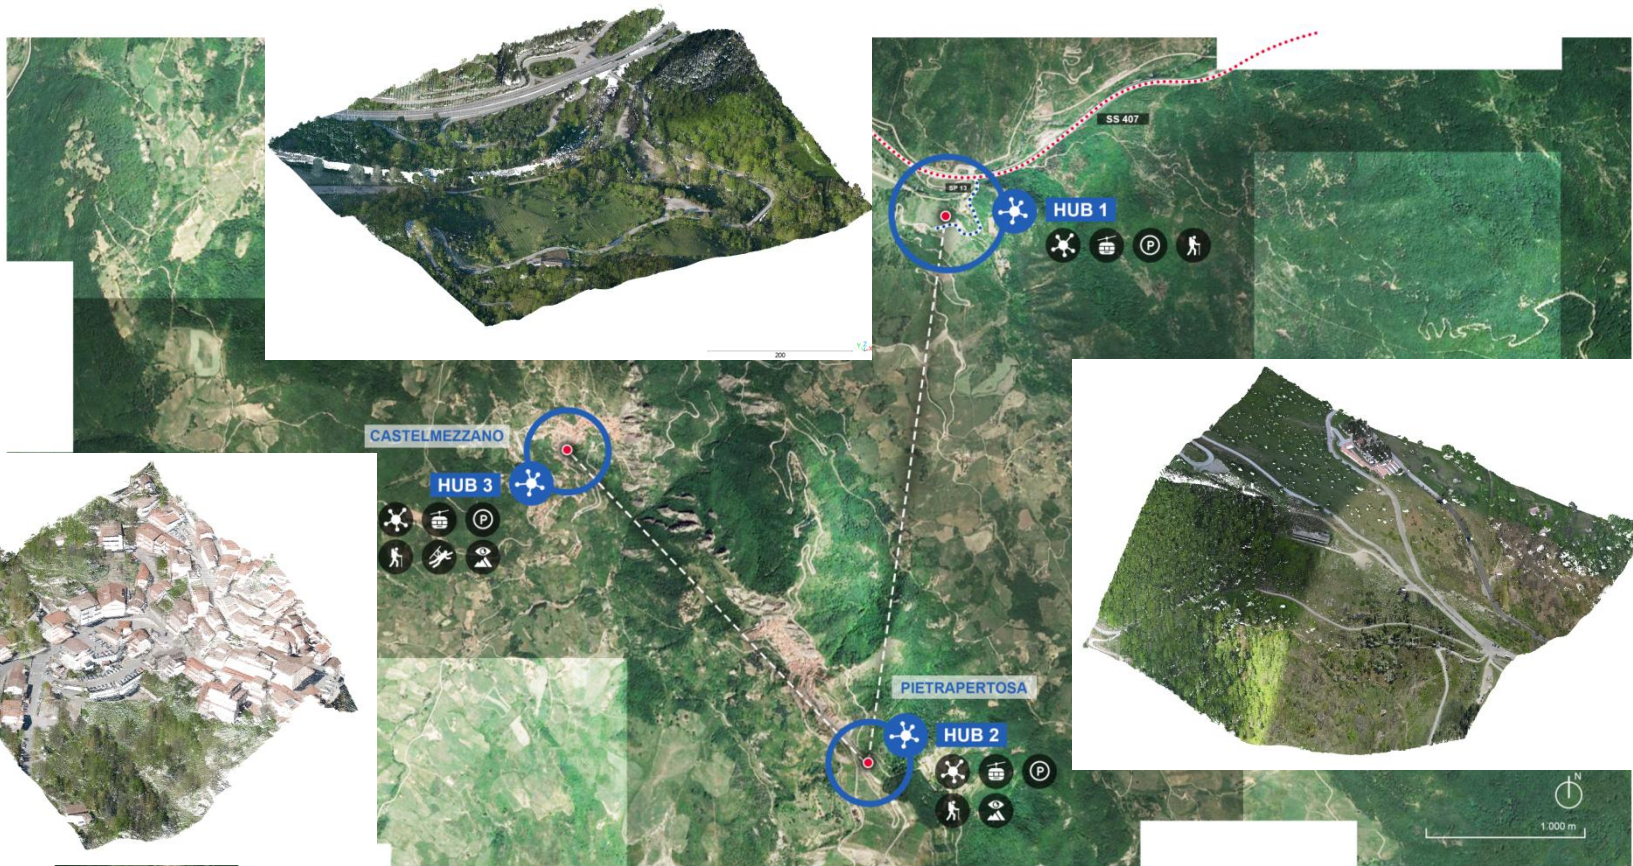 SS 407
SP 13
HUB 1
P
200
CASTELMEZZANO
HUB 3
P
PIETRAPERTOSA
HUB 2
P
N
1.000 m